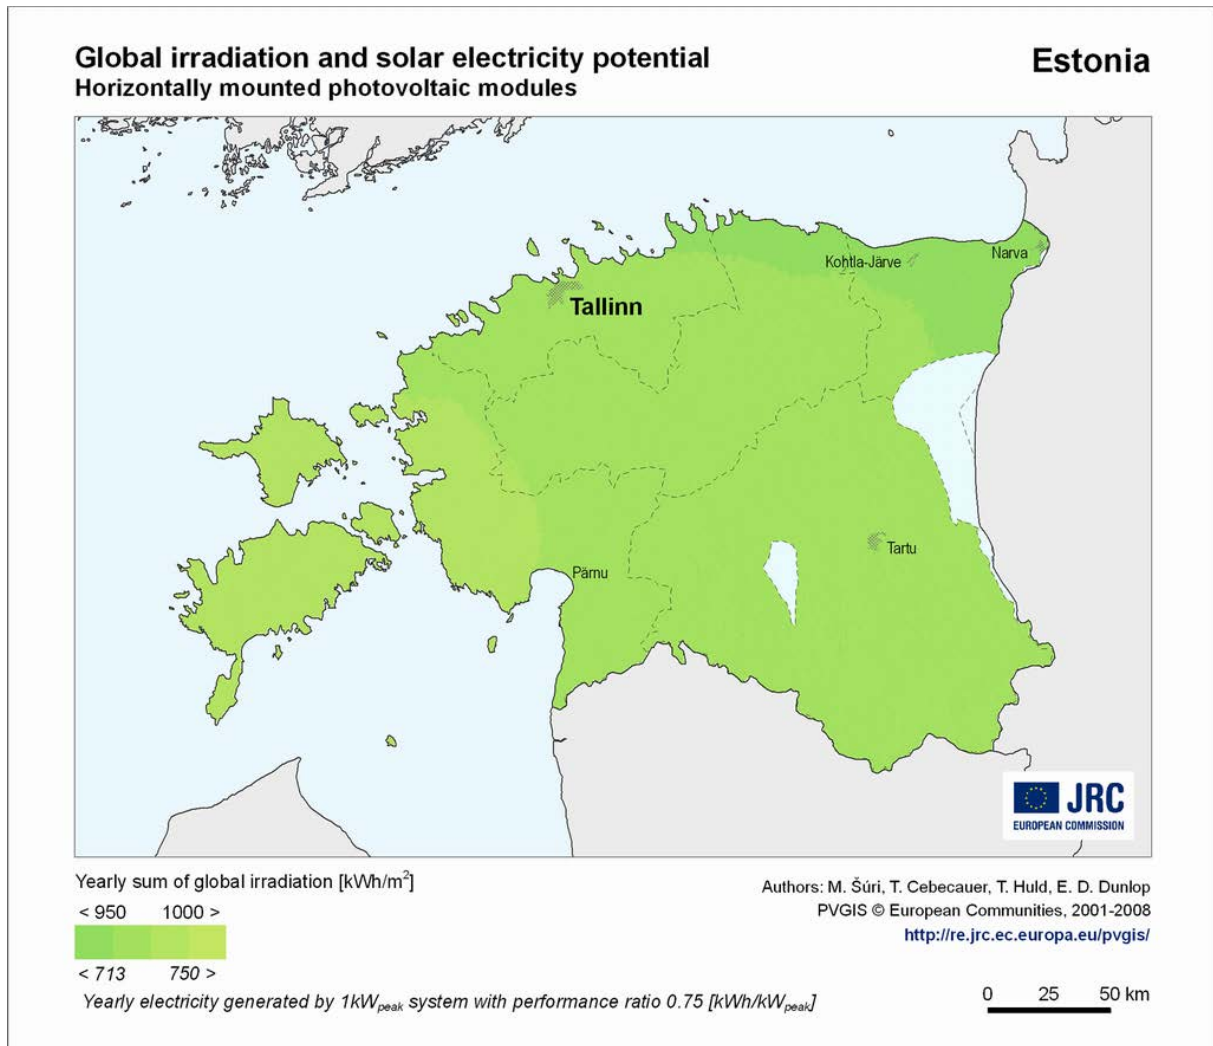 Global irradiation and solar electricity potential
Horizontally mounted photovoltaic modules
Estonia
Narva
Kohtla-Järve
Tallinn
Tartu
Pärnu
JRC
EUROPEAN COMMISSION
Yearly sum of global irradiation [kWh/m²]
< 950 1000 >
< 713 750 >
Yearly electricity generated by 1kWpeak system with performance ratio 0.75 [kWh/kWpeak]
Authors: M. Šúri, T. Cebecauer, T. Huld, E. D. Dunlop
PVGIS © European Communities, 2001-2008
http://re.jrc.ec.europa.eu/pvgis/
0 25 50 km